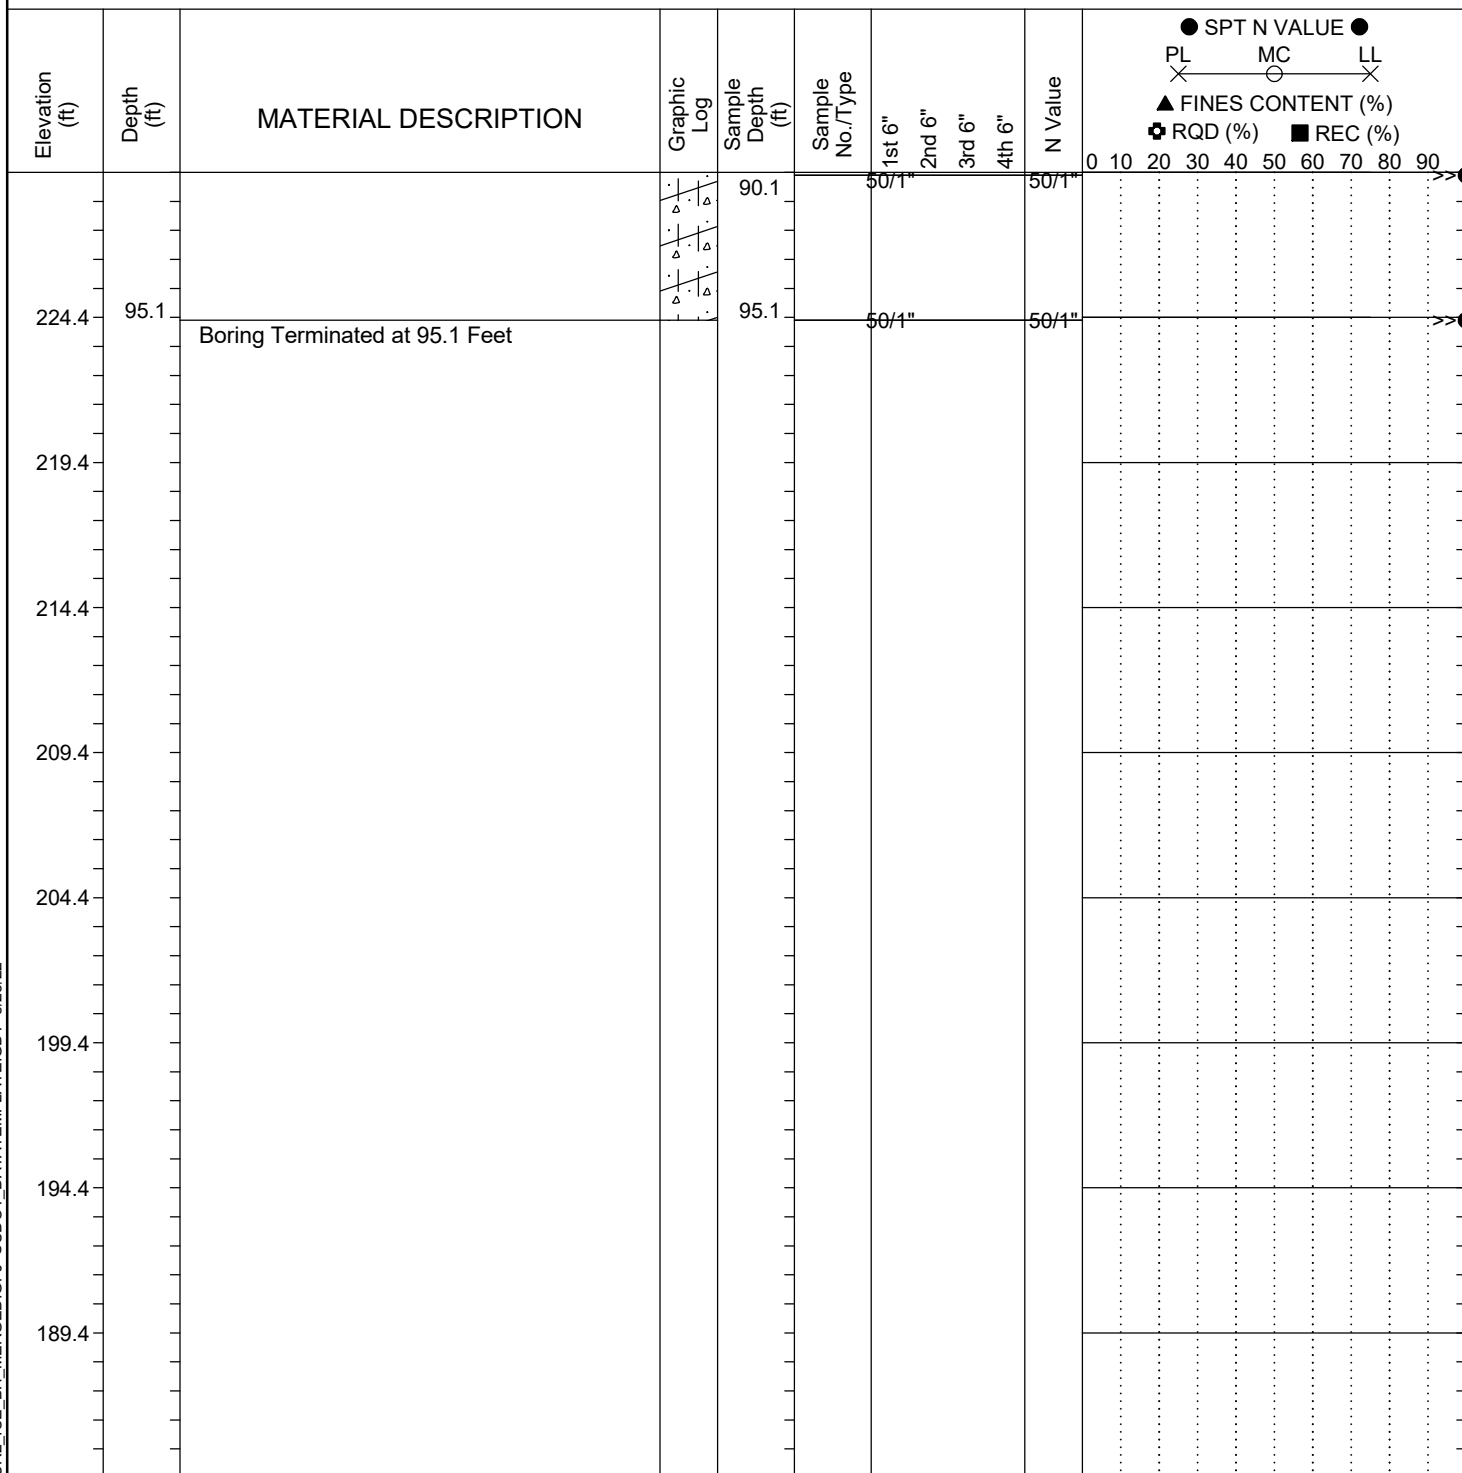 Elevation (ft)
Depth (ft)
MATERIAL DESCRIPTION
Graphic Log
Sample Depth (ft)
Sample No./Type
1st 6"
2nd 6"
3rd 6"
4th 6"
N Value
● SPT N VALUE ●
PL MC LL
▲ FINES CONTENT (%)
RQD (%) ■ REC (%)
0 10 20 30 40 50 60 70 80 90
90.1 50/1" 50/1" >>●
224.4 95.1 95.1 50/1" 50/1" >>●
Boring Terminated at 95.1 Feet
219.4
214.4
209.4
204.4
199.4
194.4
189.4